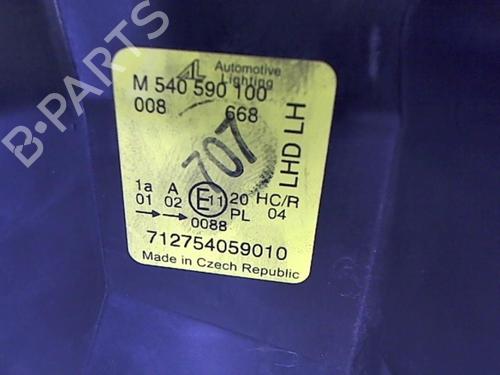 AL Automotive
Lighting
M 540 590 100
008 668
LHD LH
707
1a A E11 20 HC/R
01 02 PL 04
0088
712754059010
Made in Czech Republic
B-PARTS